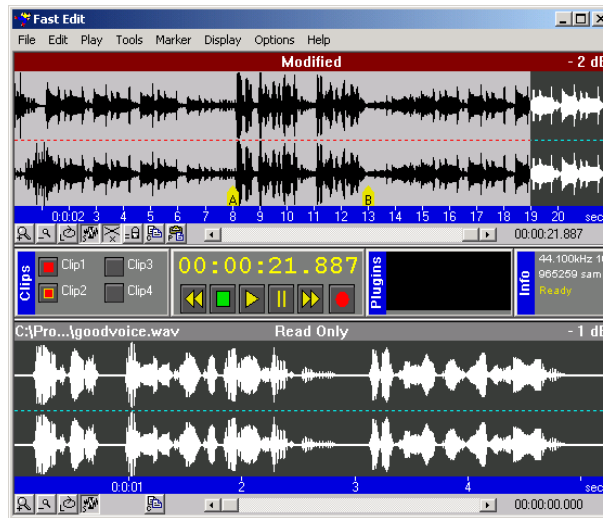 Fast Edit
File Edit Play Tools Marker Display Options Help
Modified - 2 dB
A B
0:0:02 3 4 5 6 7 8 9 10 11 12 13 14 15 16 17 18 19 20 sec
00:00:21.887
Clips
Clip1 Clip3
Clip2 Clip4
00:00:21.887
Plugins
Info
44.100kHz 16
965259 sam
Ready
C:\Pro...\goodvoice.wav Read Only - 1 dB
0:0:01 2 3 4 sec
00:00:00.000